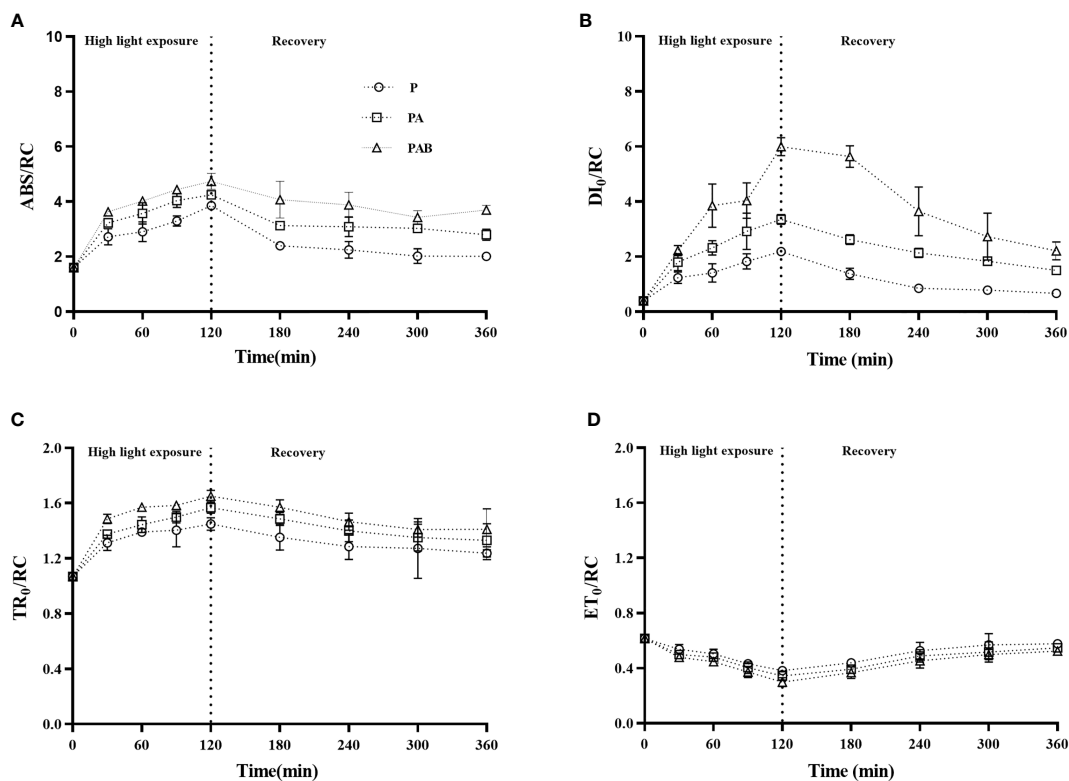 A
High light exposure Recovery
10
8
6
4
2
0
ABS/RC
P
PA
PAB
0 60 120 180 240 300 360
Time(min)
B
High light exposure Recovery
10
8
6
4
2
0
DI0/RC
0 60 120 180 240 300 360
Time (min)
C
High light exposure Recovery
2.0
1.6
1.2
0.8
0.4
0.0
TR0/RC
0 60 120 180 240 300 360
Time(min)
D
High light exposure Recovery
2.0
1.6
1.2
0.8
0.4
0.0
ET0/RC
0 60 120 180 240 300 360
Time (min)